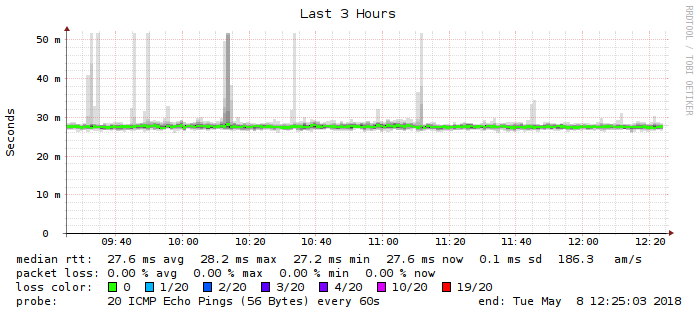 Last 3 Hours
RRDTOOL / TOBI OETIKER
Seconds
50 m
40 m
30 m
20 m
10 m
0
09:40 10:00 10:20 10:40 11:00 11:20 11:40 12:00 12:20
median rtt: 27.6 ms avg 28.2 ms max 27.2 ms min 27.6 ms now 0.1 ms sd 186.3 am/s
packet loss: 0.00 % avg 0.00 % max 0.00 % min 0.00 % now
loss color: 0 1/20 2/20 3/20 4/20 10/20 19/20
probe: 20 ICMP Echo Pings (56 Bytes) every 60s end: Tue May 8 12:25:03 2018